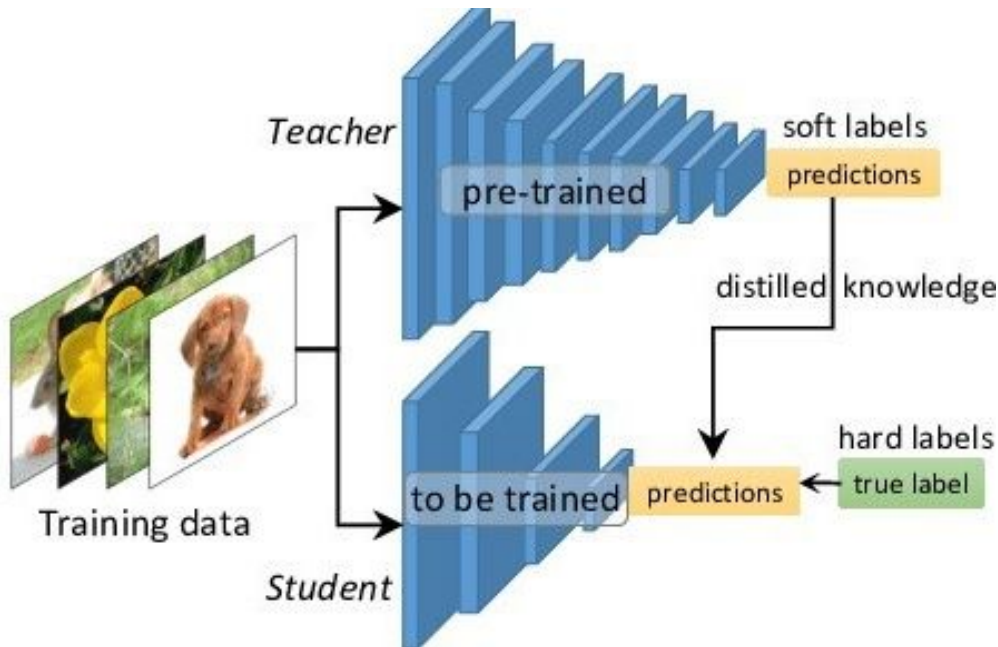 Teacher
pre-trained
soft labels
predictions
distilled knowledge
Training data
to be trained
predictions
hard labels
true label
Student